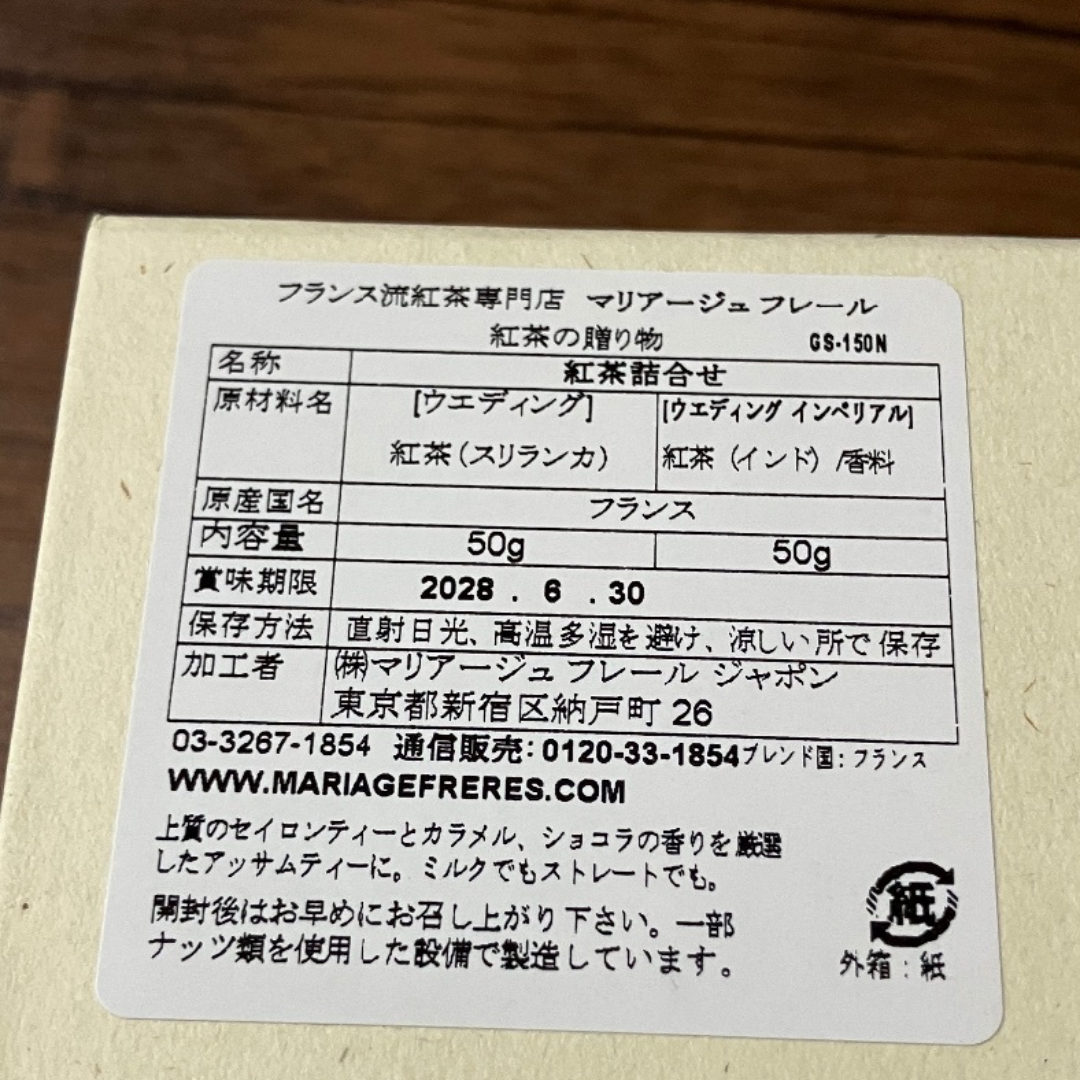 フランス流紅茶専門店 マリアージュ フレール
紅茶の贈り物 GS-150N
名称 紅茶詰合せ
原材料名 [ウエディング] [ウエディング インペリアル]
紅茶(スリランカ) 紅茶(インド)/香料
原産国名 フランス
内容量 50g 50g
賞味期限 2028 . 6 . 30
保存方法 直射日光、高温多湿を避け、涼しい所で保存
加工者 ㈱マリアージュ フレール ジャポン
東京都新宿区納戸町 26
03-3267-1854 通信販売:0120-33-1854 ブレンド国:フランス
WWW.MARIAGEFRERES.COM
上質のセイロンティーとカラメル、ショコラの香りを厳選
したアッサムティーに。ミルクでもストレートでも。
開封後はお早めにお召し上がり下さい。一部
ナッツ類を使用した設備で製造しています。
紙
外箱:紙